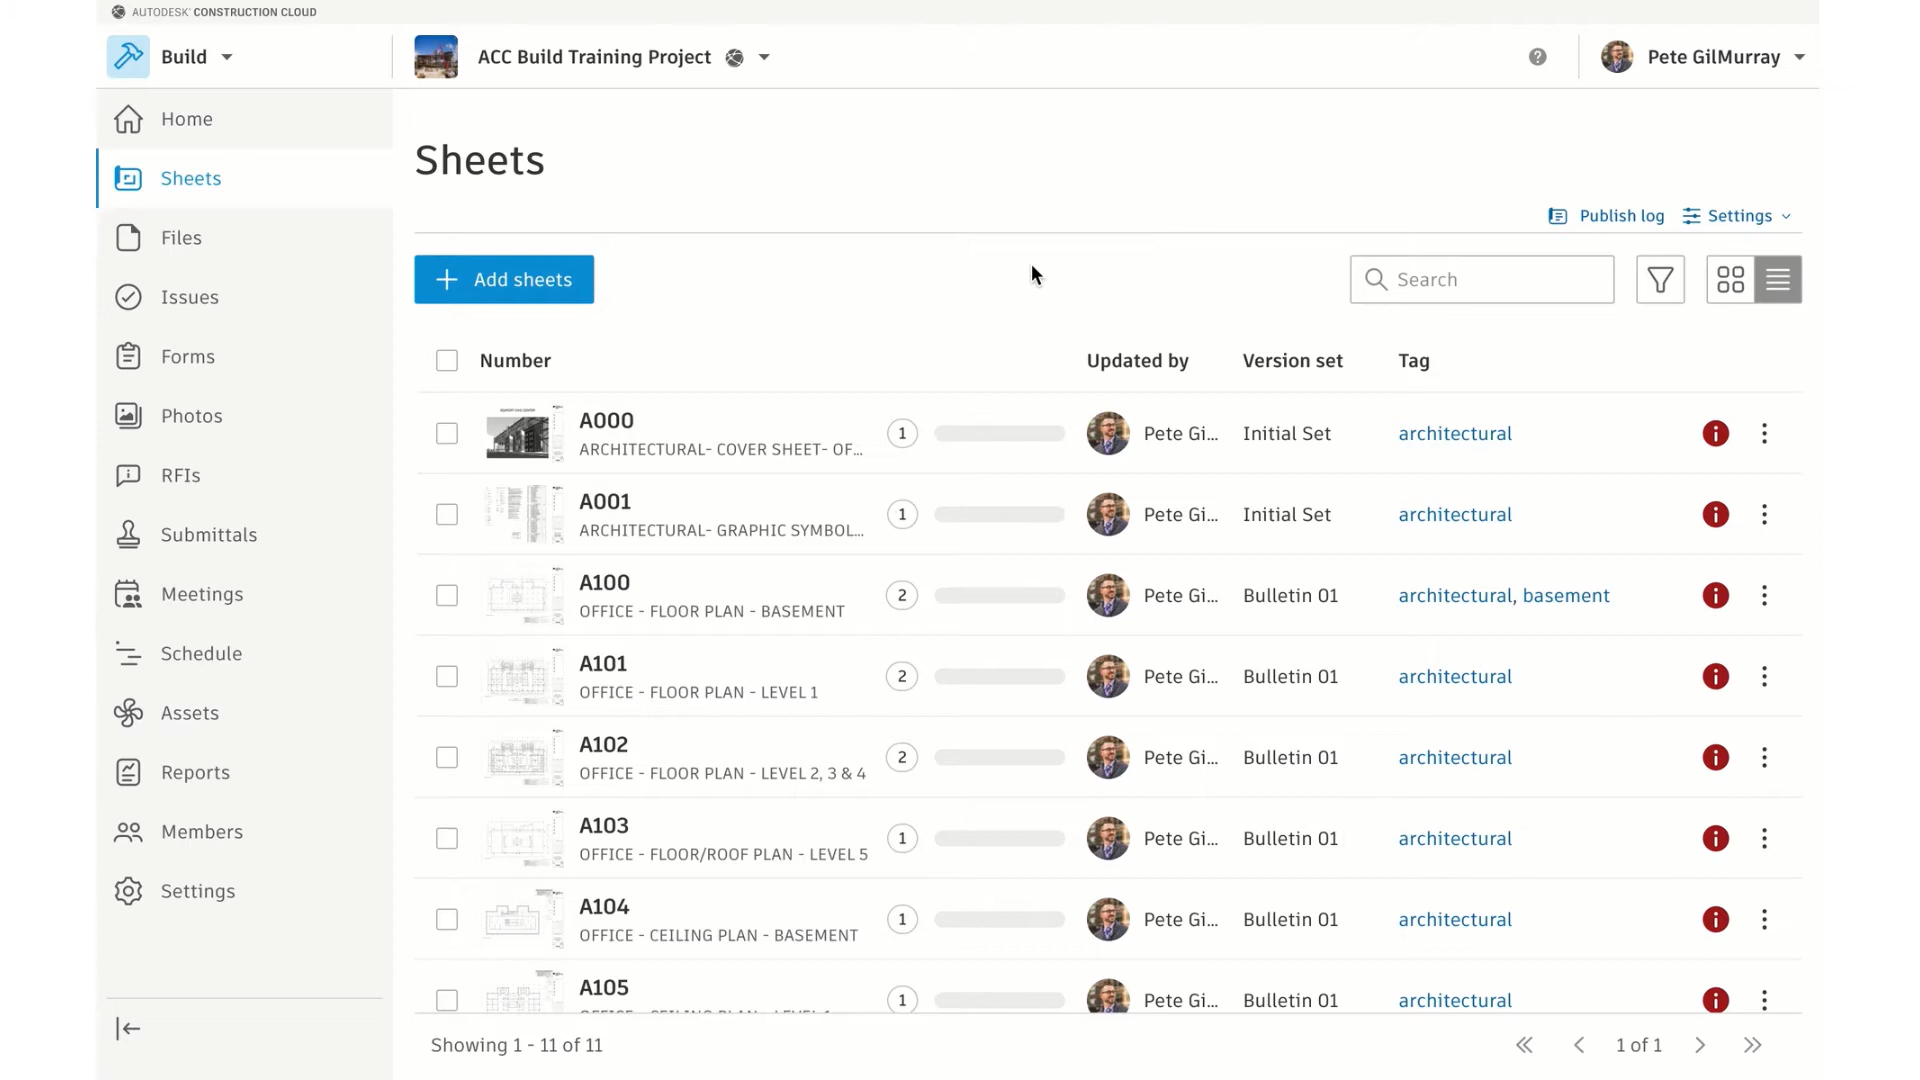 AUTODESK CONSTRUCTION CLOUD
Build
ACC Build Training Project
Pete GilMurray
Home
Sheets
Files
Issues
Forms
Photos
RFIs
Submittals
Meetings
Schedule
Assets
Reports
Members
Settings
Sheets
Publish log
Settings
Add sheets
Search
Number
Updated by
Version set
Tag
A000
ARCHITECTURAL- COVER SHEET- OF...
1
Pete Gi...
Initial Set
architectural
A001
ARCHITECTURAL- GRAPHIC SYMBOL...
1
Pete Gi...
Initial Set
architectural
A100
OFFICE - FLOOR PLAN - BASEMENT
2
Pete Gi...
Bulletin 01
architectural, basement
A101
OFFICE - FLOOR PLAN - LEVEL 1
2
Pete Gi...
Bulletin 01
architectural
A102
OFFICE - FLOOR PLAN - LEVEL 2, 3 & 4
2
Pete Gi...
Bulletin 01
architectural
A103
OFFICE - FLOOR/ROOF PLAN - LEVEL 5
1
Pete Gi...
Bulletin 01
architectural
A104
OFFICE - CEILING PLAN - BASEMENT
1
Pete Gi...
Bulletin 01
architectural
A105
OFFICE - CEILING PLAN - LEVEL 1
1
Pete Gi...
Bulletin 01
architectural
Showing 1 - 11 of 11
1 of 1